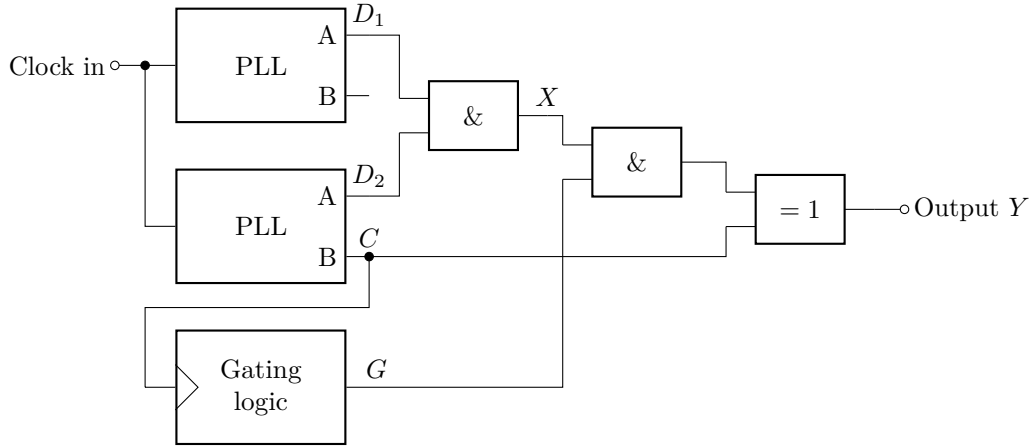 Clock in
PLL
A
B
D₁
&
X
&
= 1
Output Y
PLL
A
B
D₂
C
Gating
logic
G